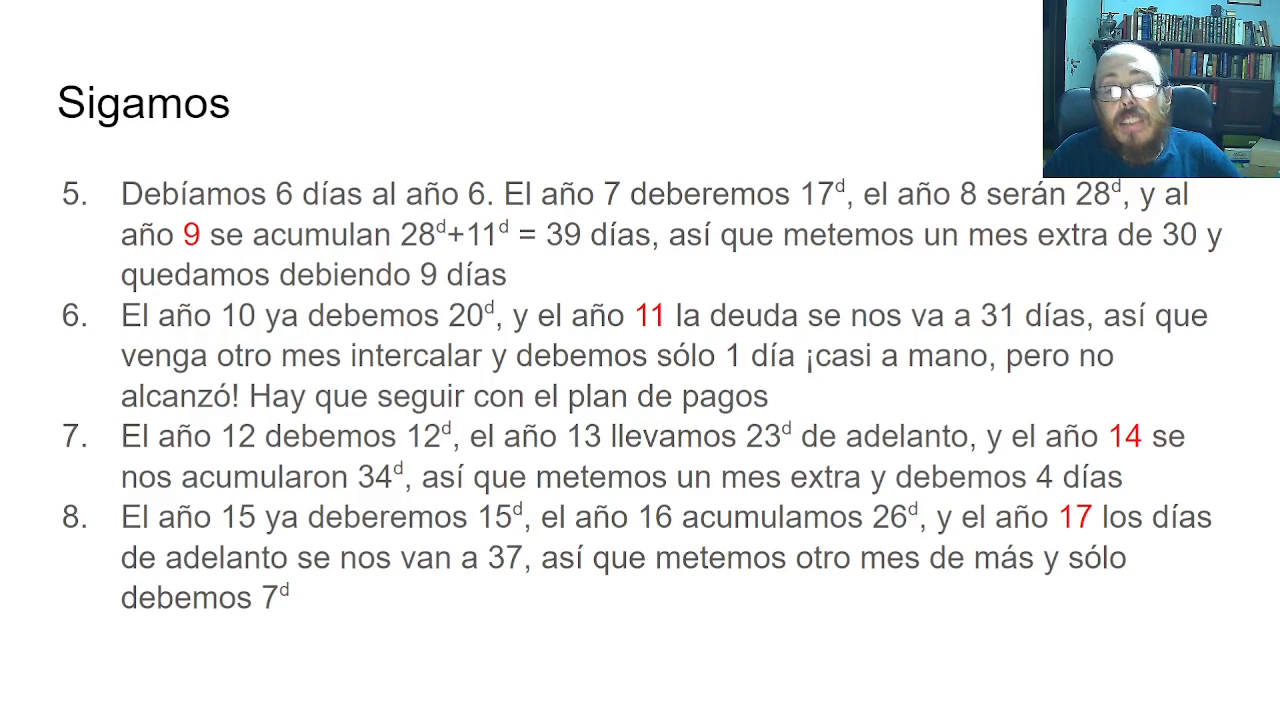 Sigamos
5. Debíamos 6 días al año 6. El año 7 deberemos 17ᵈ, el año 8 serán 28ᵈ, y al
año 9 se acumulan 28ᵈ+11ᵈ = 39 días, así que metemos un mes extra de 30 y
quedamos debiendo 9 días
6. El año 10 ya debemos 20ᵈ, y el año 11 la deuda se nos va a 31 días, así que
venga otro mes intercalar y debemos sólo 1 día ¡casi a mano, pero no
alcanzó! Hay que seguir con el plan de pagos
7. El año 12 debemos 12ᵈ, el año 13 llevamos 23ᵈ de adelanto, y el año 14 se
nos acumularon 34ᵈ, así que metemos un mes extra y debemos 4 días
8. El año 15 ya deberemos 15ᵈ, el año 16 acumulamos 26ᵈ, y el año 17 los días
de adelanto se nos van a 37, así que metemos otro mes de más y sólo
debemos 7ᵈ